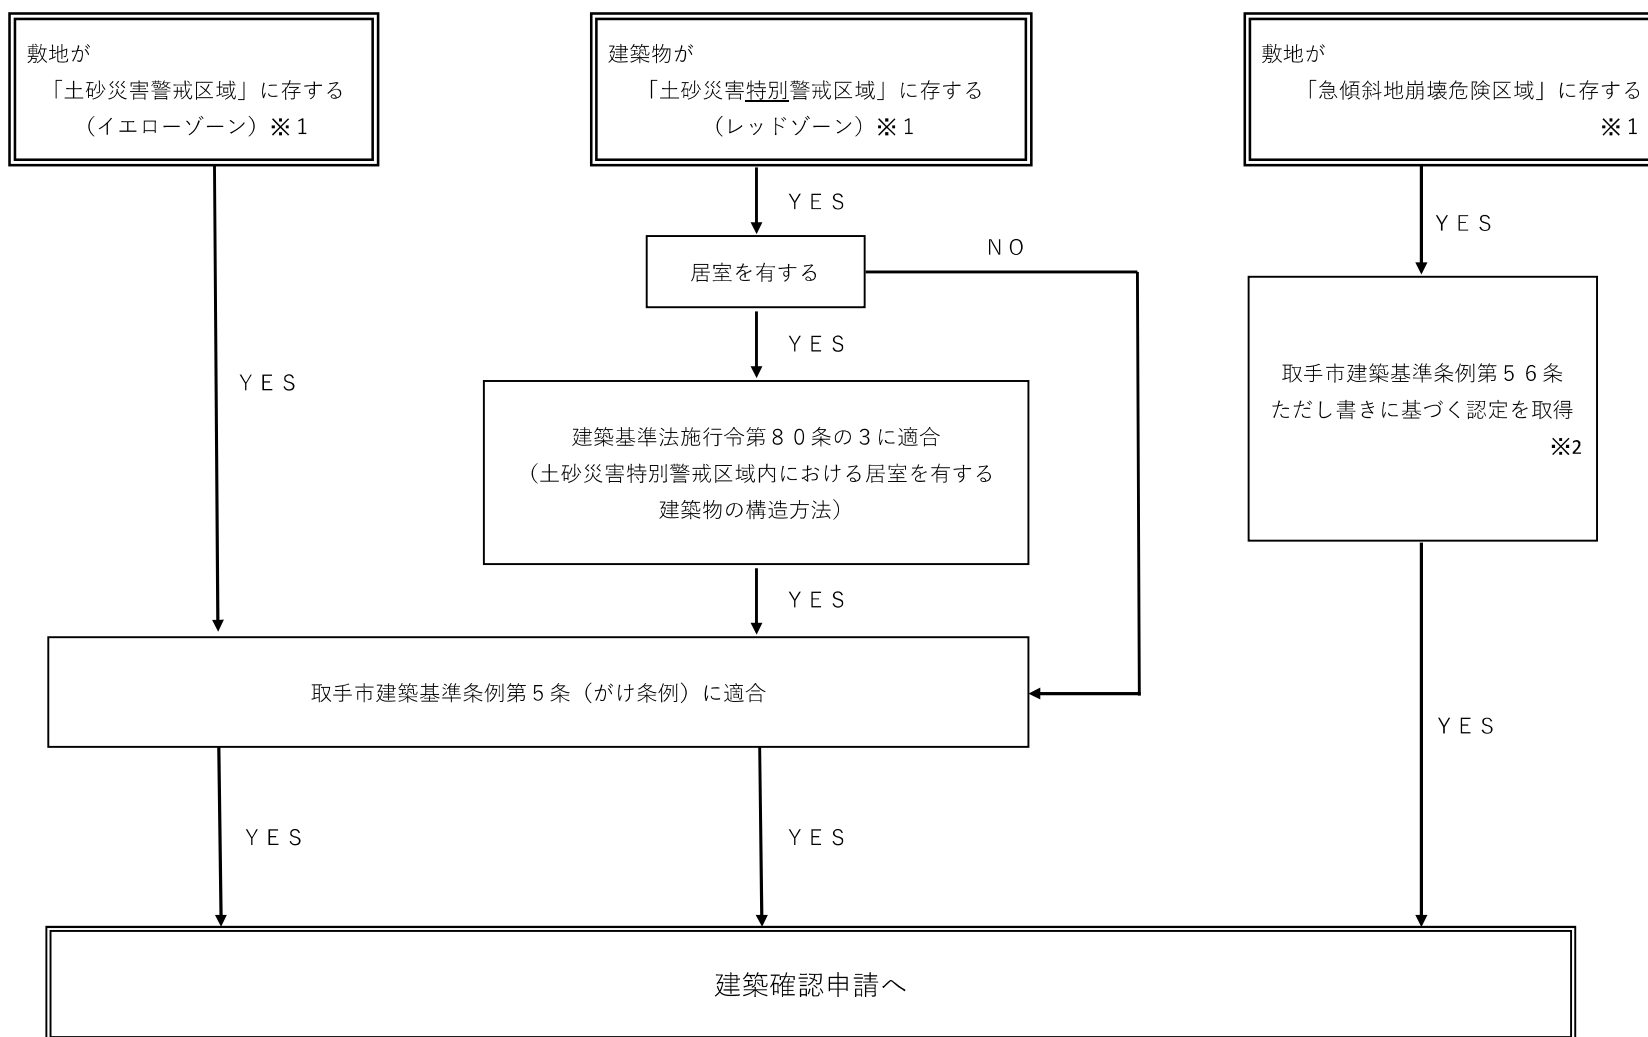 敷地が
「土砂災害警戒区域」に存する
（イエローゾーン）※１
建築物が
「土砂災害特別警戒区域」に存する
（レッドゾーン）※１
敷地が
「急傾斜地崩壊危険区域」に存する
※１
ＹＥＳ
居室を有する
ＮＯ
ＹＥＳ
ＹＥＳ
ＹＥＳ
建築基準法施行令第８０条の３に適合
（土砂災害特別警戒区域内における居室を有する
建築物の構造方法）
取手市建築基準条例第５６条
ただし書きに基づく認定を取得
※2
ＹＥＳ
ＹＥＳ
取手市建築基準条例第５条（がけ条例）に適合
ＹＥＳ
ＹＥＳ
ＹＥＳ
建築確認申請へ